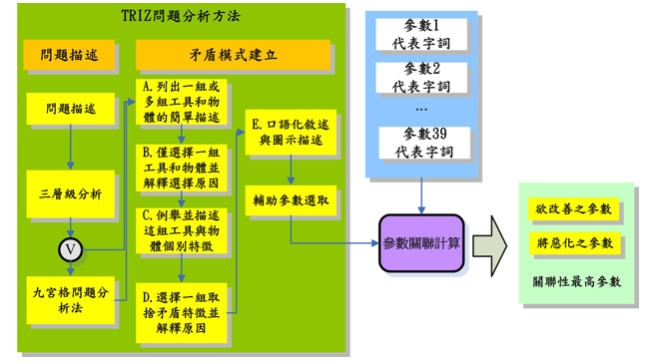 TRIZ問題分析方法
問題描述
矛盾模式建立
問題描述
三層級分析
V
九宮格問題分
析法
A. 列出一組或
多組工具和物
體的簡單描述
B. 僅選擇一組
工具和物體並
解釋選擇原因
C. 例舉並描述
這組工具與物
體個別特徵
D. 選擇一組取
捨矛盾特徵並
解釋原因
E. 口語化敘述
與圖示描述
輔助參數選取
參數1
代表字詞
參數2
代表字詞
...
參數39
代表字詞
參數關聯計算
欲改善之參數
將惡化之參數
關聯性最高參數